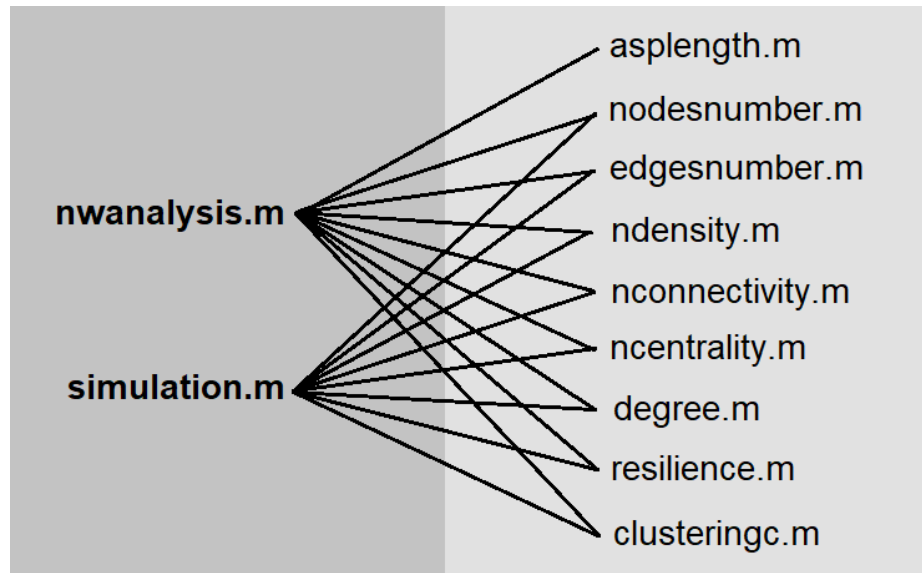 asplength.m
nodesnumber.m
edgesnumber.m
nwanalysis.m
ndensity.m
nconnectivity.m
ncentrality.m
simulation.m
degree.m
resilience.m
clusteringc.m